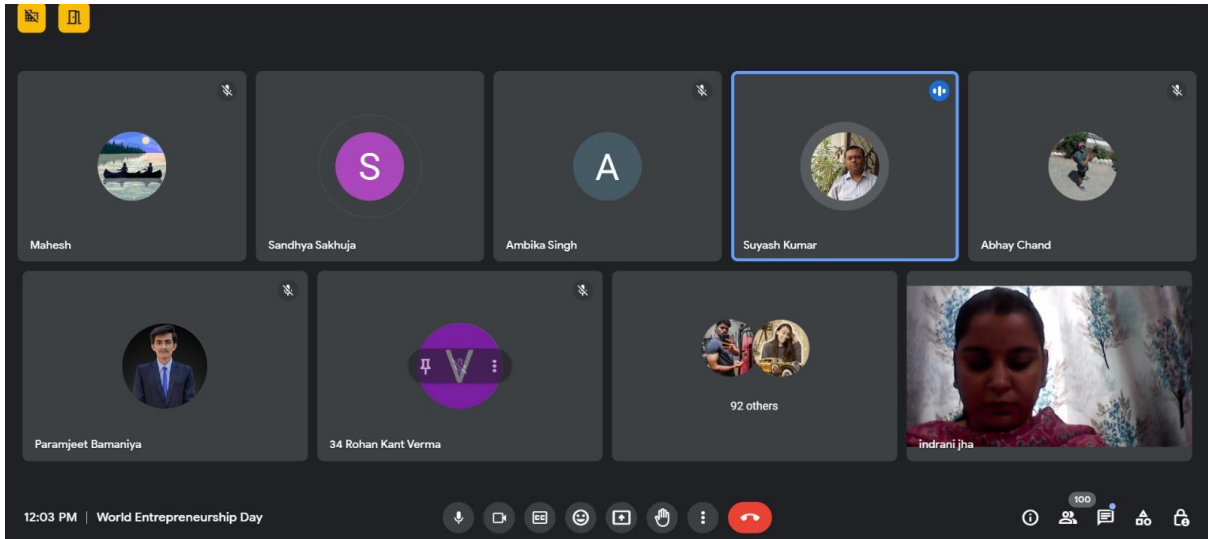 S
A
Mahesh
Sandhya Sakhuja
Ambika Singh
Suyash Kumar
Abhay Chand
V
92 others
Paramjeet Bamaniya
34 Rohan Kant Verma
indrani jha
100
12:03 PM | World Entrepreneurship Day
CC